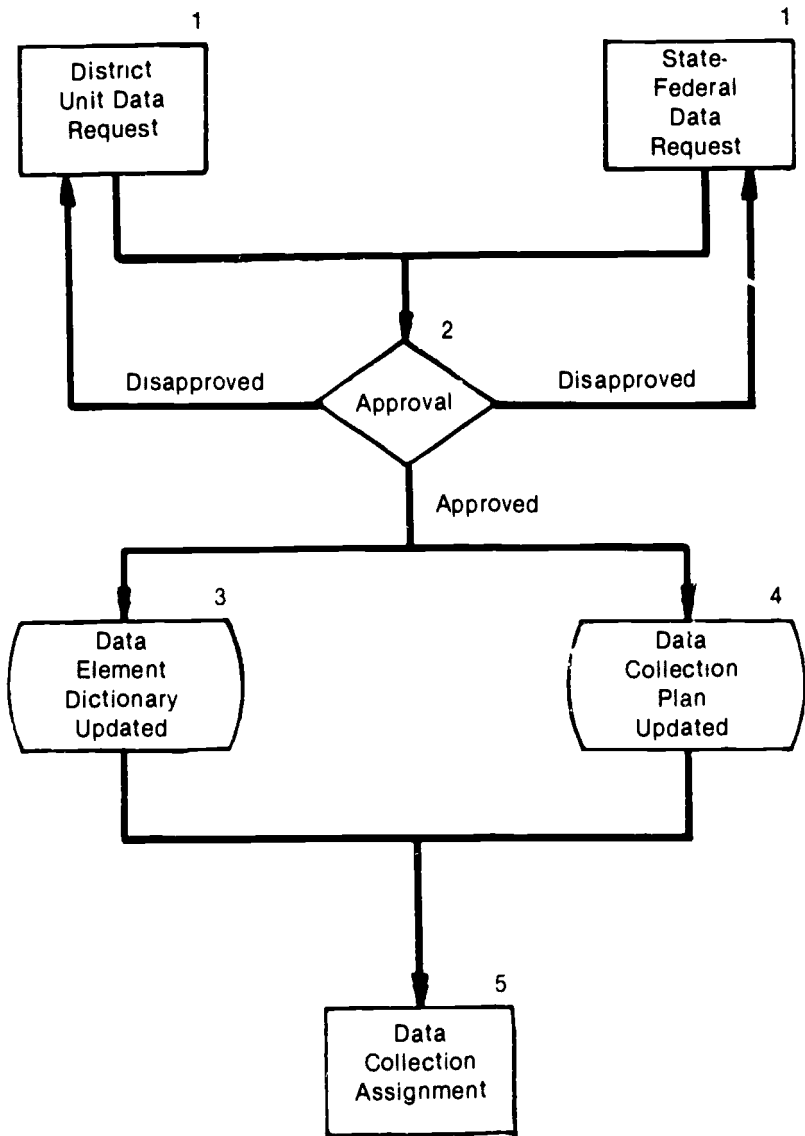 1
1
District
Unit Data
Request
State-
Federal
Data
Request
2
Disapproved
Disapproved
Approval
Approved
3
4
Data
Element
Dictionary
Updated
Data
Collection
Plan
Updated
5
Data
Collection
Assignment